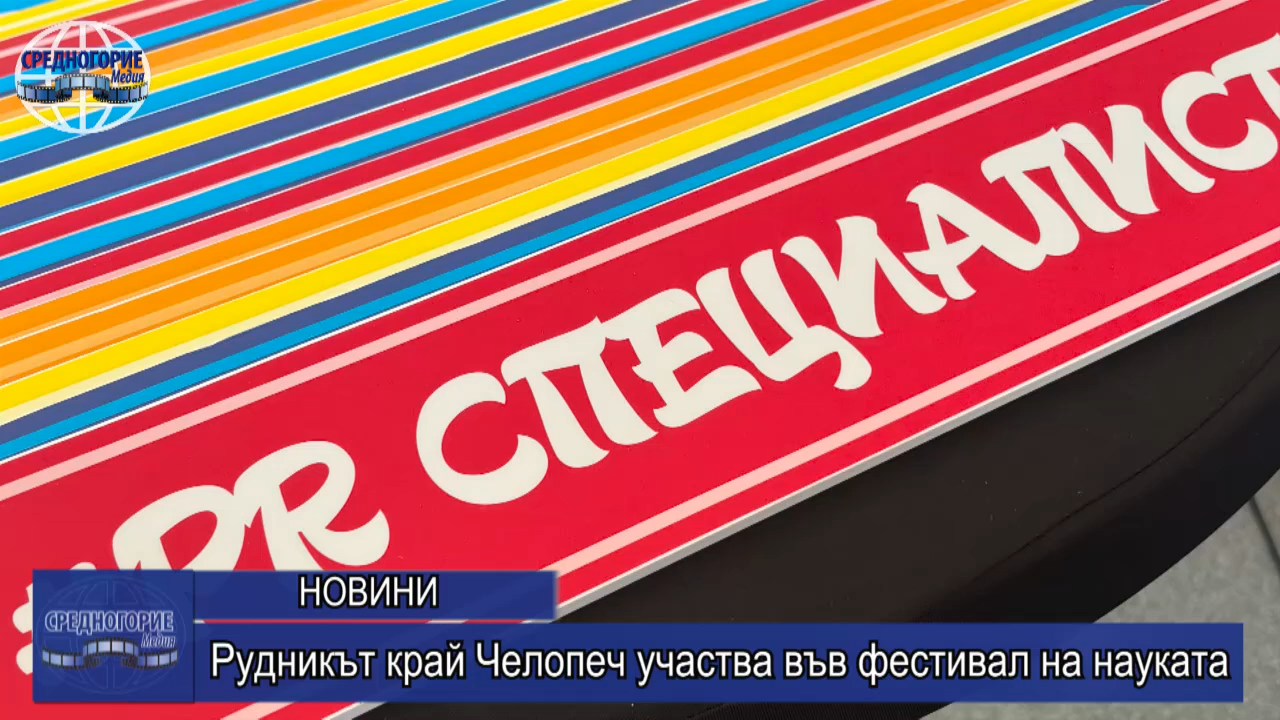 СРЕДНОГОРИЕ
Медия
#PR СПЕЦИАЛИСТ
НОВИНИ
СРЕДНОГОРИЕ
Медия
Рудникът край Челопеч участва във фестивал на науката